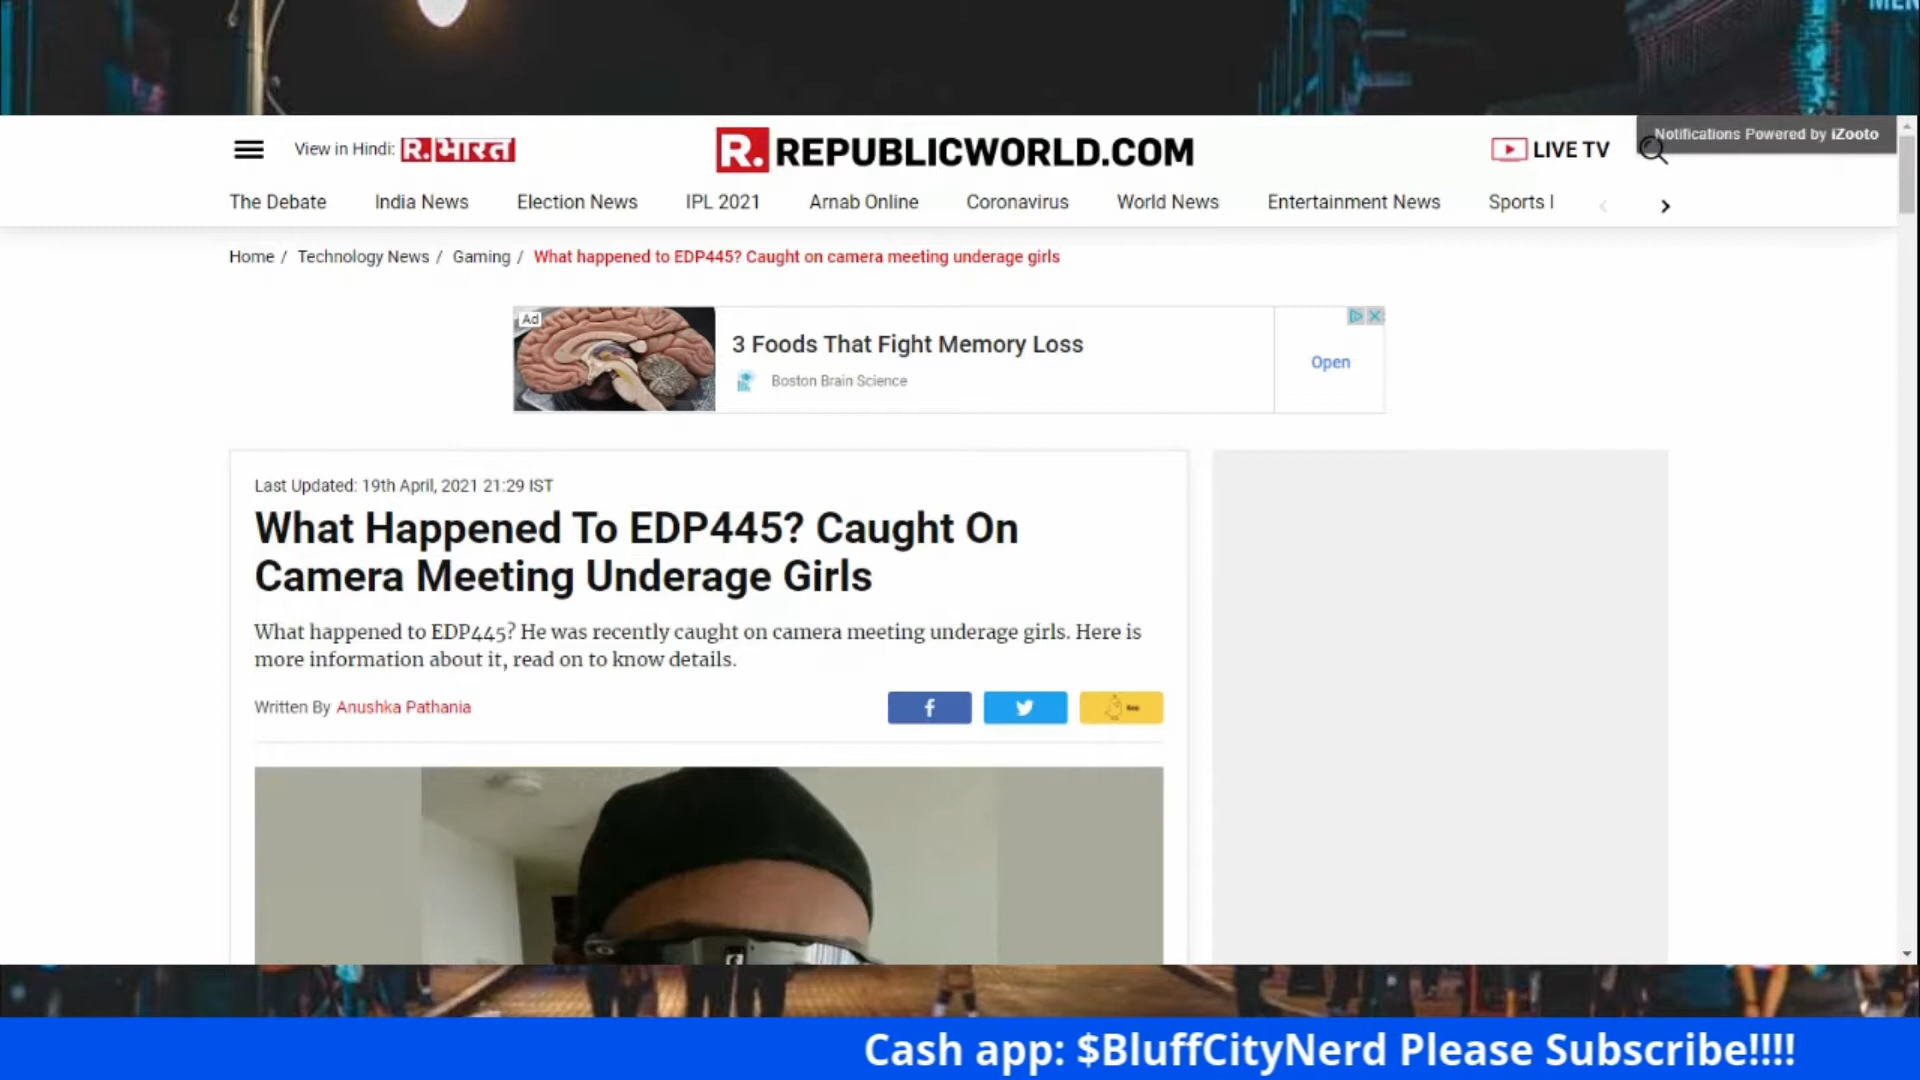 MEN
View in Hindi: R. भारत
R. REPUBLICWORLD.COM
LIVE TV
Notifications Powered by iZooto
The Debate India News Election News IPL 2021 Arnab Online Coronavirus World News Entertainment News Sports
Home / Technology News / Gaming / What happened to EDP445? Caught on camera meeting underage girls
Ad
3 Foods That Fight Memory Loss
Boston Brain Science
Open
Last Updated: 19th April, 2021 21:29 IST
What Happened To EDP445? Caught On
Camera Meeting Underage Girls
What happened to EDP445? He was recently caught on camera meeting underage girls. Here is
more information about it, read on to know details.
Written By Anushka Pathania
Cash app: $BluffCityNerd Please Subscribe!!!!